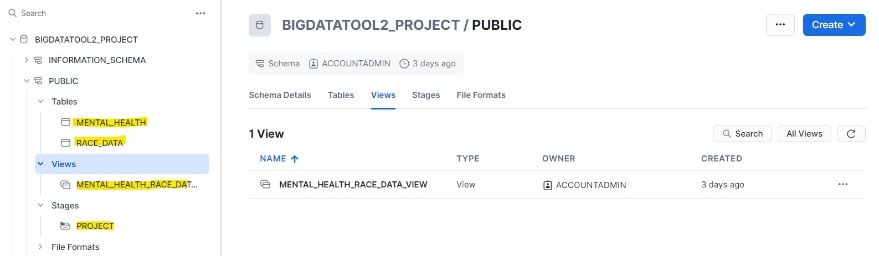 Search ...
BIGDATATOOL2_PROJECT
INFORMATION_SCHEMA
PUBLIC
Tables
MENTAL_HEALTH
RACE_DATA
Views
MENTAL_HEALTH_RACE_DAT...
Stages
PROJECT
File Formats
BIGDATATOOL2_PROJECT / PUBLIC
... Create
Schema ACCOUNTADMIN 3 days ago
Schema Details Tables Views Stages File Formats
1 View Search All Views
NAME TYPE OWNER CREATED
MENTAL_HEALTH_RACE_DATA_VIEW View ACCOUNTADMIN 3 days ago ...